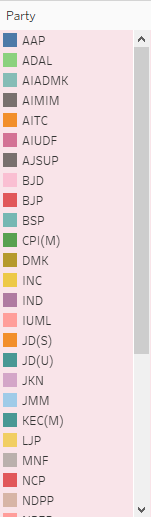 Party
AAP
ADAL
AIADMK
AIMIM
AITC
AIUDF
AJSUP
BJD
BJP
BSP
CPI(M)
DMK
INC
IND
IUML
JD(S)
JD(U)
JKN
JMM
KEC(M)
LJP
MNF
NCP
NDPP